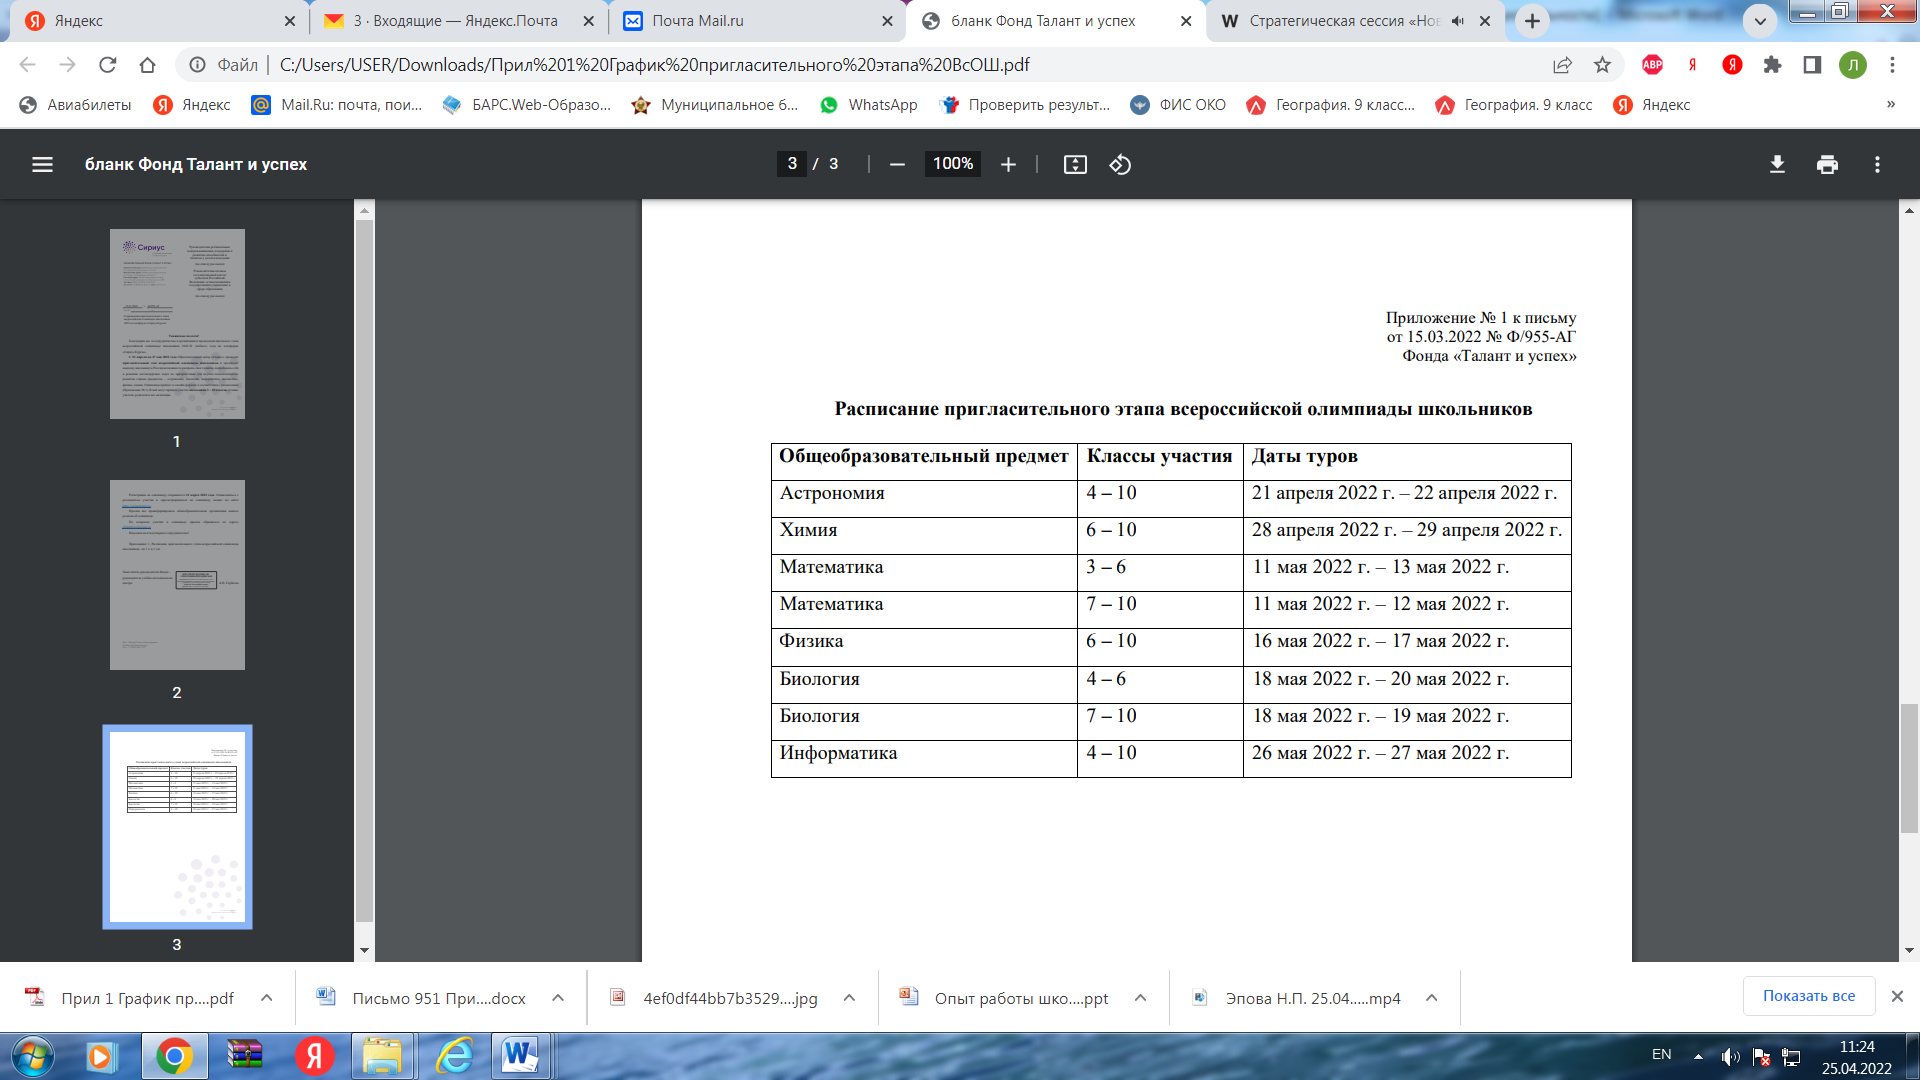 Яндекс
3 · Входящие — Яндекс.Почта
Почта Mail.ru
бланк Фонд Талант и успех
Стратегическая сессия «Нов
Файл
C:/Users/USER/Downloads/Прил%201%20График%20пригласительного%20этапа%20ВсОШ.pdf
Авиабилеты
Яндекс
Mail.Ru: почта, пои...
БАРС.Web-Образо...
Муниципальное б...
WhatsApp
Проверить результ...
ФИС ОКО
География. 9 класс...
География. 9 класс
Яндекс
»
бланк Фонд Талант и успех
3 / 3
100%
Сириус
1
2
3
Приложение № 1 к письму
от 15.03.2022 № Ф/955-АГ
Фонда «Талант и успех»
Расписание пригласительного этапа всероссийской олимпиады школьников
Общеобразовательный предмет Классы участия Даты туров
Астрономия 4 – 10 21 апреля 2022 г. – 22 апреля 2022 г.
Химия 6 – 10 28 апреля 2022 г. – 29 апреля 2022 г.
Математика 3 – 6 11 мая 2022 г. – 13 мая 2022 г.
Математика 7 – 10 11 мая 2022 г. – 12 мая 2022 г.
Физика 6 – 10 16 мая 2022 г. – 17 мая 2022 г.
Биология 4 – 6 18 мая 2022 г. – 20 мая 2022 г.
Биология 7 – 10 18 мая 2022 г. – 19 мая 2022 г.
Информатика 4 – 10 26 мая 2022 г. – 27 мая 2022 г.
Прил 1 График пр....pdf
Письмо 951 При....docx
4ef0df44bb7b3529....jpg
Опыт работы шко....ppt
Эпова Н.П. 25.04.....mp4
Показать все
EN
11:24
25.04.2022